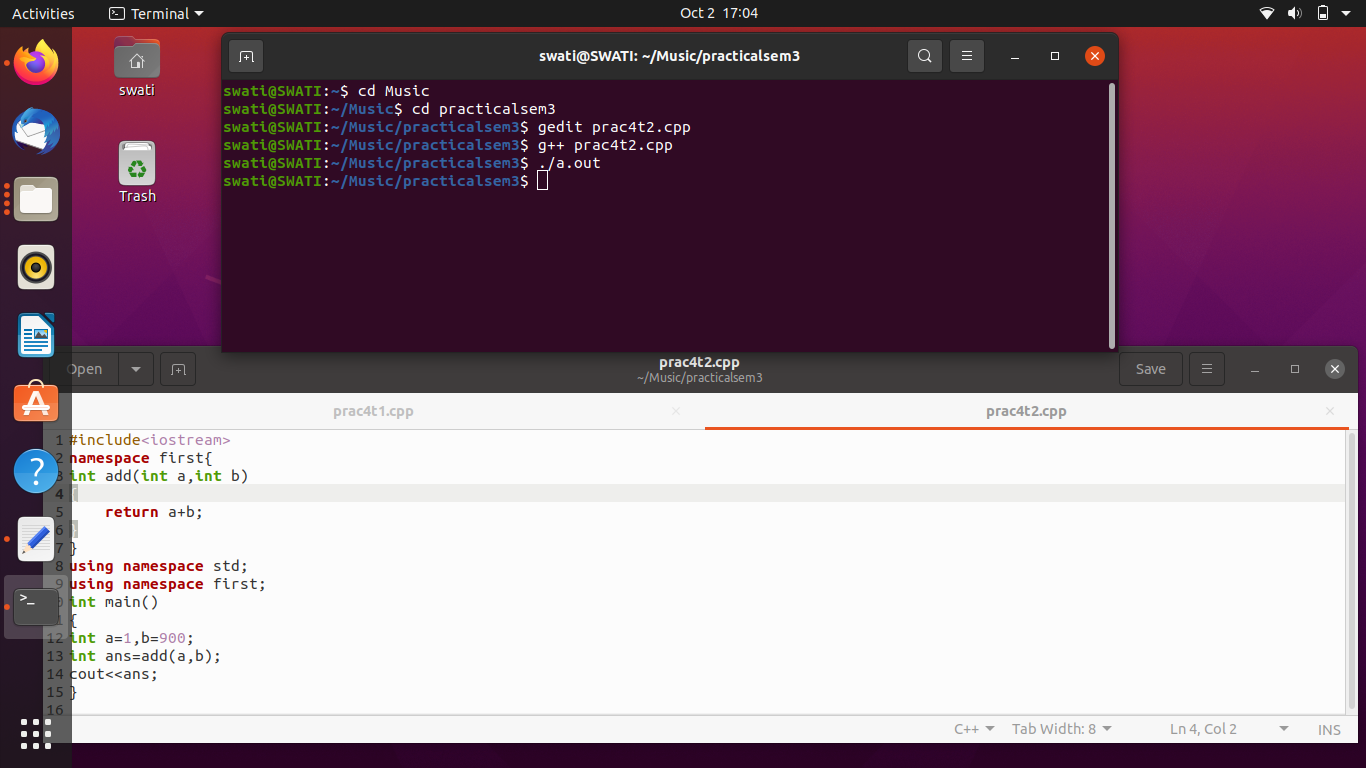 Activities
Terminal
Oct 2 17:04
swati
Trash
swati@SWATI: ~/Music/practicalsem3
swati@SWATI:~$ cd Music
swati@SWATI:~/Music$ cd practicalsem3
swati@SWATI:~/Music/practicalsem3$ gedit prac4t2.cpp
swati@SWATI:~/Music/practicalsem3$ g++ prac4t2.cpp
swati@SWATI:~/Music/practicalsem3$ ./a.out
swati@SWATI:~/Music/practicalsem3$
Open
prac4t2.cpp
~/Music/practicalsem3
Save
prac4t1.cpp
prac4t2.cpp
1 #include<iostream>
2 namespace first{
3 int add(int a,int b)
4 {
5 return a+b;
6 }
7 }
8 using namespace std;
9 using namespace first;
10 int main()
11 {
12 int a=1,b=900;
13 int ans=add(a,b);
14 cout<<ans;
15 }
16
C++
Tab Width: 8
Ln 4, Col 2
INS